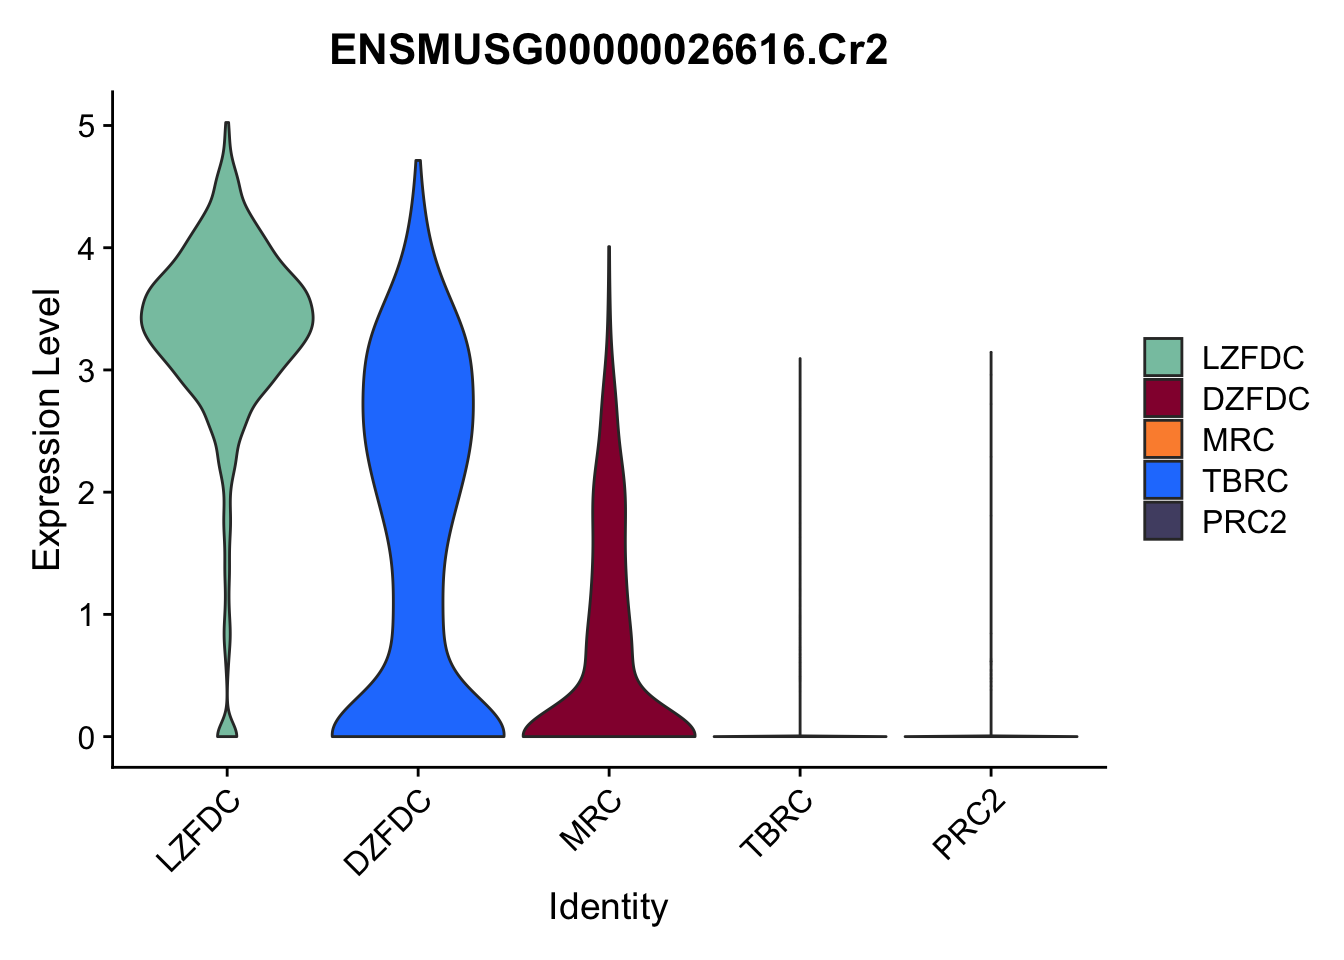 ENSMUSG00000026616.Cr2
Expression Level
5
4
3
2
1
0
LZFDC
DZFDC
MRC
TBRC
PRC2
Identity
LZFDC
DZFDC
MRC
TBRC
PRC2